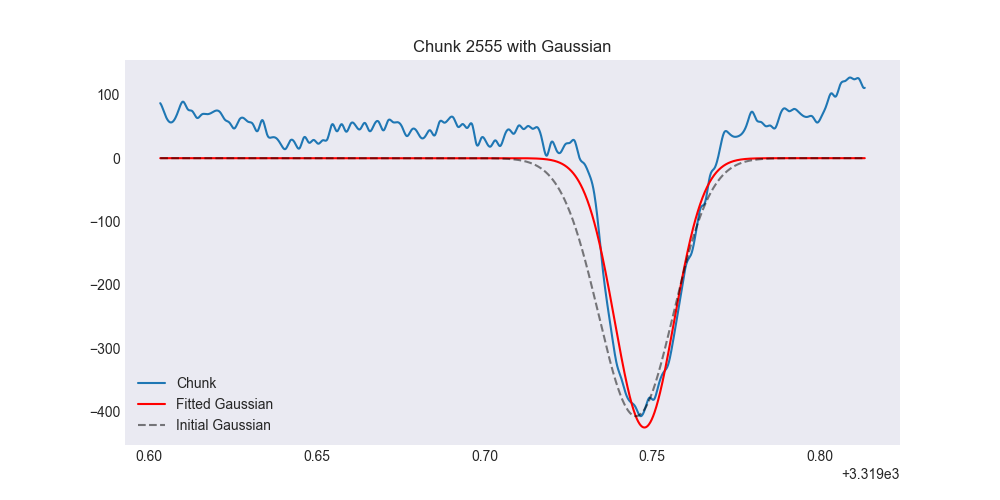 Chunk 2555 with Gaussian
100
0
−100
−200
−300
−400
Chunk
Fitted Gaussian
Initial Gaussian
0.60 0.65 0.70 0.75 0.80
+3.319e3